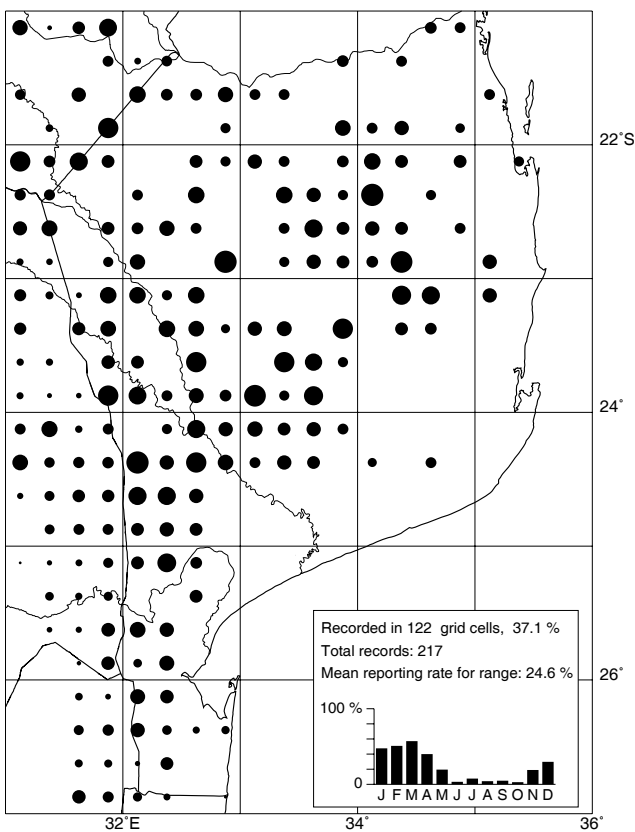 22°S
24°
Recorded in 122 grid cells, 37.1 %
Total records: 217
Mean reporting rate for range: 24.6 %
26°
100 %
0
J F M A M J J A S O N D
32°E 34° 36°